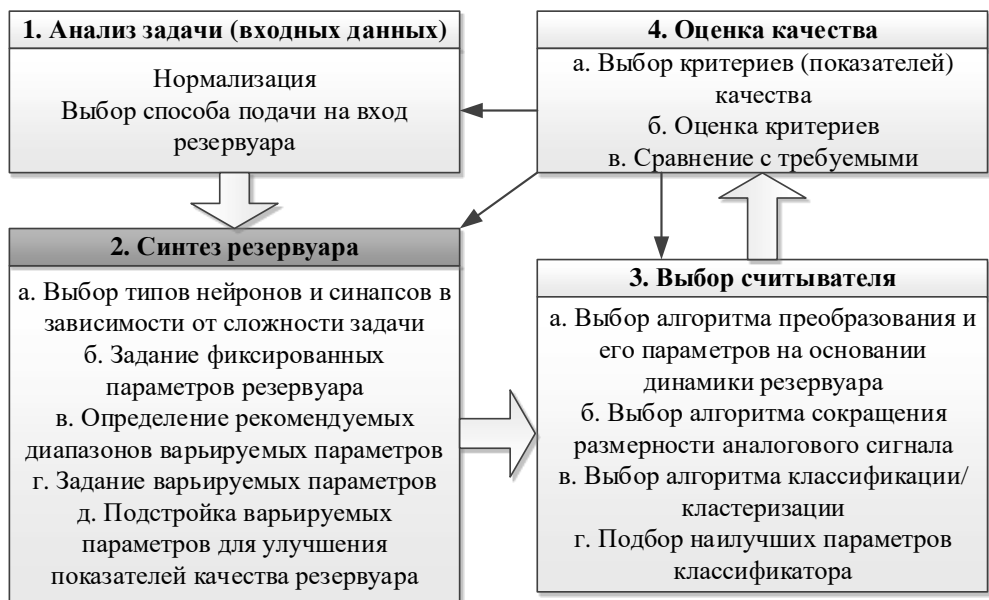 1. Анализ задачи (входных данных)
Нормализация
Выбор способа подачи на вход
резервуара
2. Синтез резервуара
а. Выбор типов нейронов и синапсов в
зависимости от сложности задачи
б. Задание фиксированных
параметров резервуара
в. Определение рекомендуемых
диапазонов варьируемых параметров
г. Задание варьируемых параметров
д. Подстройка варьируемых
параметров для улучшения
показателей качества резервуара
3. Выбор считывателя
а. Выбор алгоритма преобразования и
его параметров на основании
динамики резервуара
б. Выбор алгоритма сокращения
размерности аналогового сигнала
в. Выбор алгоритма классификации/
кластеризации
г. Подбор наилучших параметров
классификатора
4. Оценка качества
а. Выбор критериев (показателей)
качества
б. Оценка критериев
в. Сравнение с требуемыми